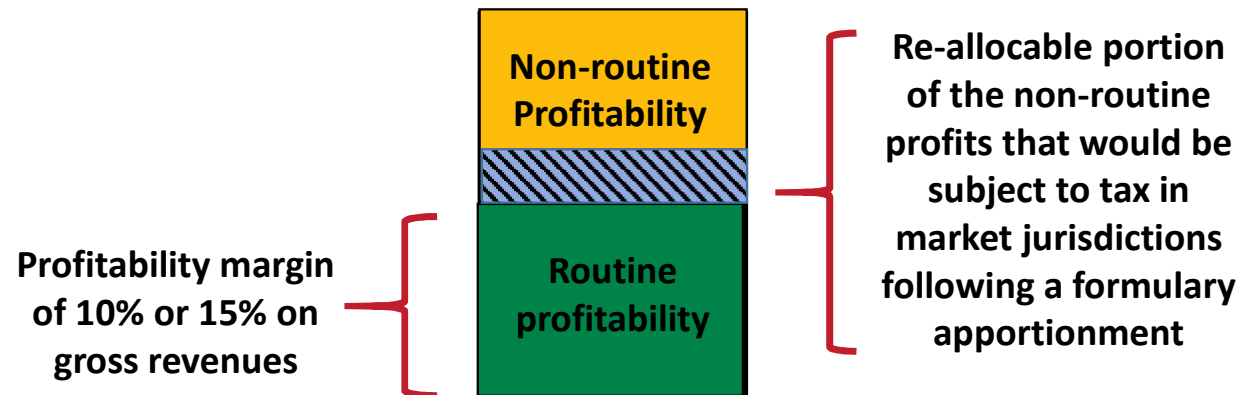 Non-routine
Profitability
Routine
profitability
Profitability margin
of 10% or 15% on
gross revenues
Re-allocable portion
of the non-routine
profits that would be
subject to tax in
market jurisdictions
following a formulary
apportionment